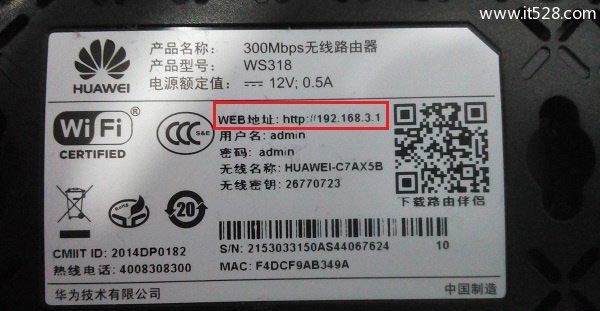 www.it528.com
HUAWEI
产品名称: 300Mbps无线路由器
产品型号: WS318
电源额定值: ⎓ 12V; 0.5A
WiFi
CERTIFIED
CCC S&E
WEB地址: http://192.168.3.1
用户名: admin
密码: admin
无线名称: HUAWEI-C7AX5B
无线密钥: 26770723
下载路由伴侣
20
CMIIT ID: 2014DP0182
热线电话: 4008308300
S/N: 2153033150AS44067624 10
MAC: F4DCF9AB349A
华为技术有限公司
中国制造